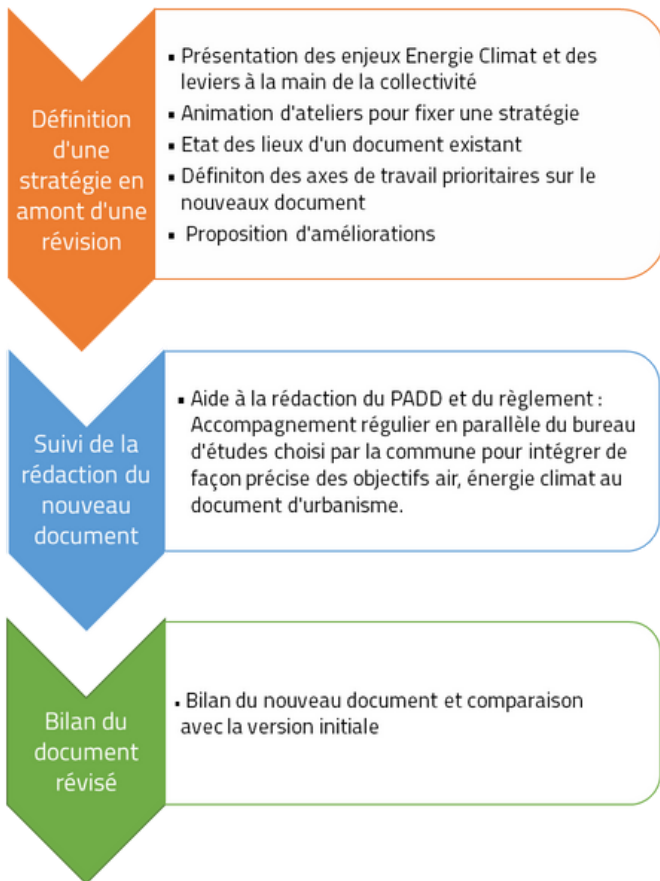 Définition
d'une
stratégie en
amont d'une
révision
▪ Présentation des enjeux Energie Climat et des
leviers à la main de la collectivité
▪ Animation d'ateliers pour fixer une stratégie
▪ Etat des lieux d'un document existant
▪ Définiton des axes de travail prioritaires sur le
nouveaux document
▪ Proposition d'améliorations
Suivi de la
rédaction du
nouveau
document
▪ Aide à la rédaction du PADD et du règlement :
Accompagnement régulier en parallèle du bureau
d'études choisi par la commune pour intégrer de
façon précise des objectifs air, énergie climat au
document d'urbanisme.
Bilan du
document
révisé
▪ Bilan du nouveau document et comparaison
avec la version initiale